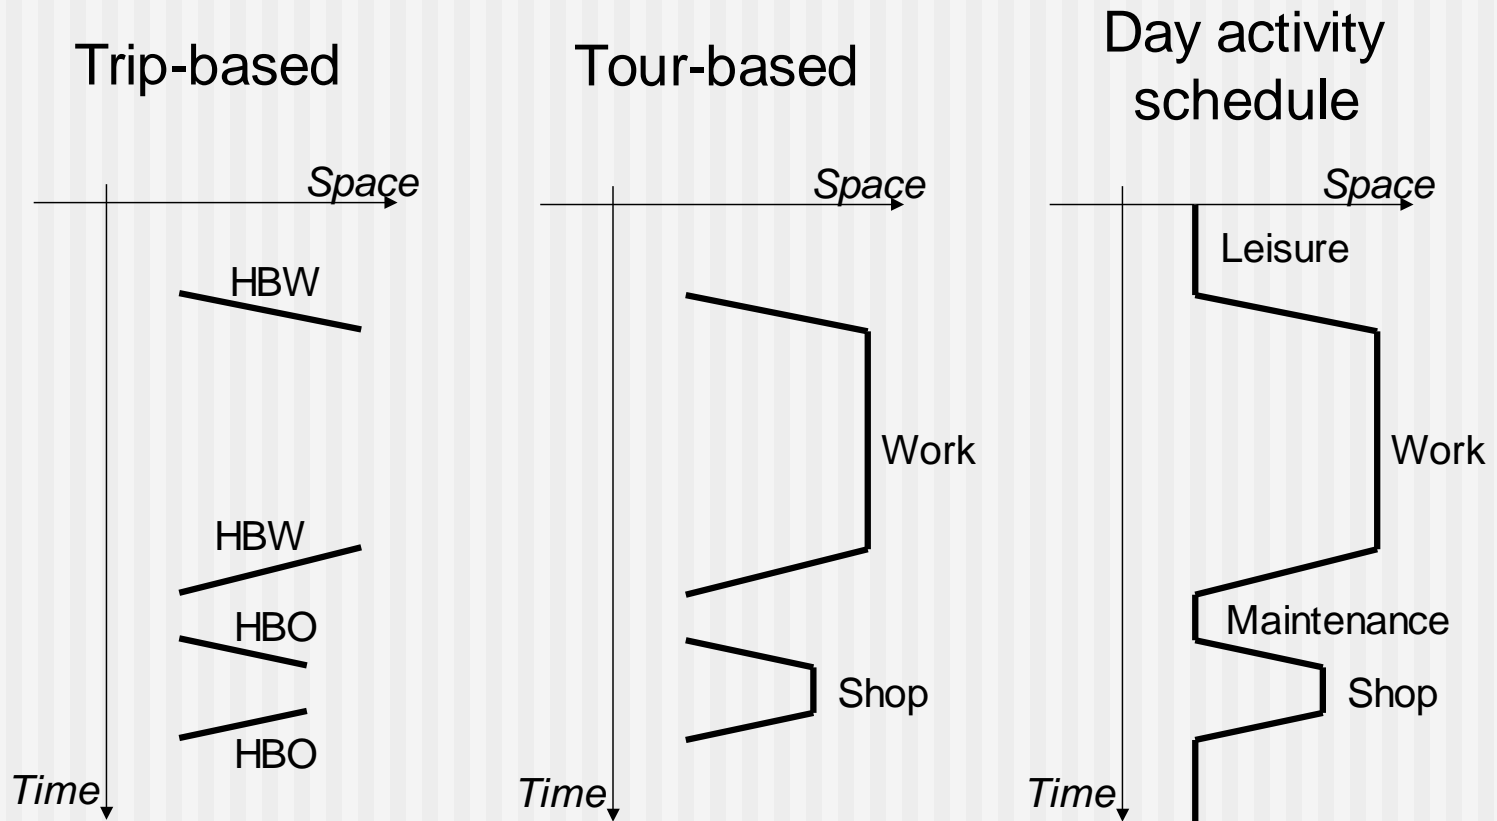 Trip-based
Space
HBW
HBW
HBO
HBO
Time
Tour-based
Space
Work
Shop
Time
Day activity
schedule
Space
Leisure
Work
Maintenance
Shop
Time